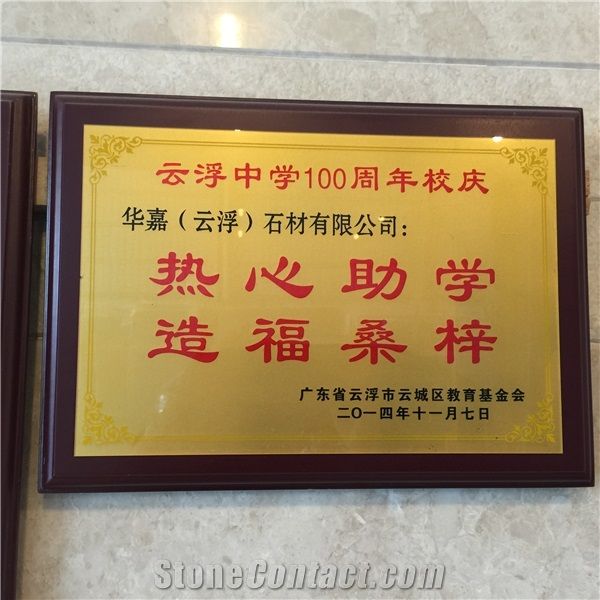 云浮中学100周年校庆
华嘉（云浮）石材有限公司：
热心助学
造福桑梓
广东省云浮市云城区教育基金会
二〇一四年十一月七日
StoneContact.com